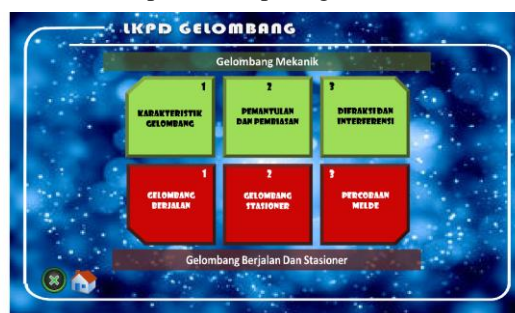 LKPD GELOMBANG
Gelombang Mekanik
1
KARAKTERISTIK
GELOMBANG
2
PEMANTULAN
DAN PEMBIASAN
3
DIFRAKSI DAN
INTERFERENSI
1
GELOMBANG
BERJALAN
2
GELOMBANG
STASIONER
3
PERCOBAAN
MELDE
Gelombang Berjalan Dan Stasioner